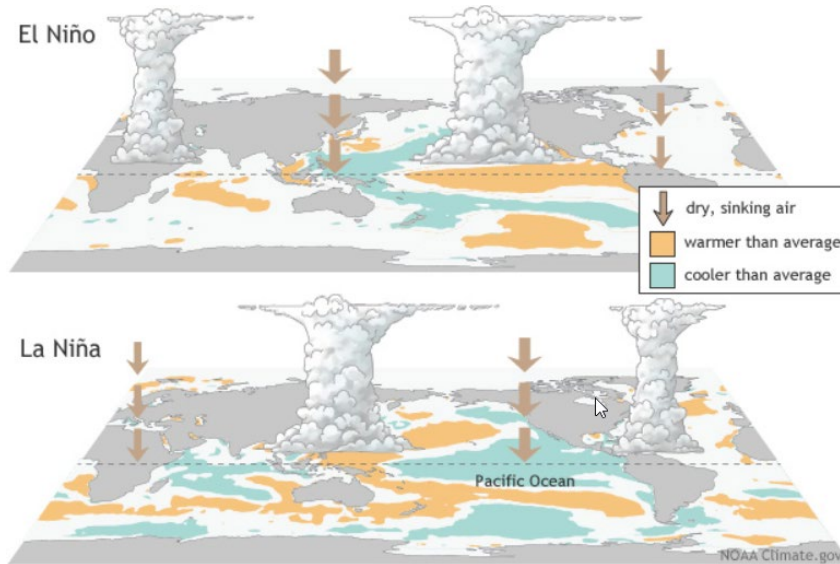 El Niño
dry, sinking air
warmer than average
cooler than average
La Niña
Pacific Ocean
NOAA Climate.gov